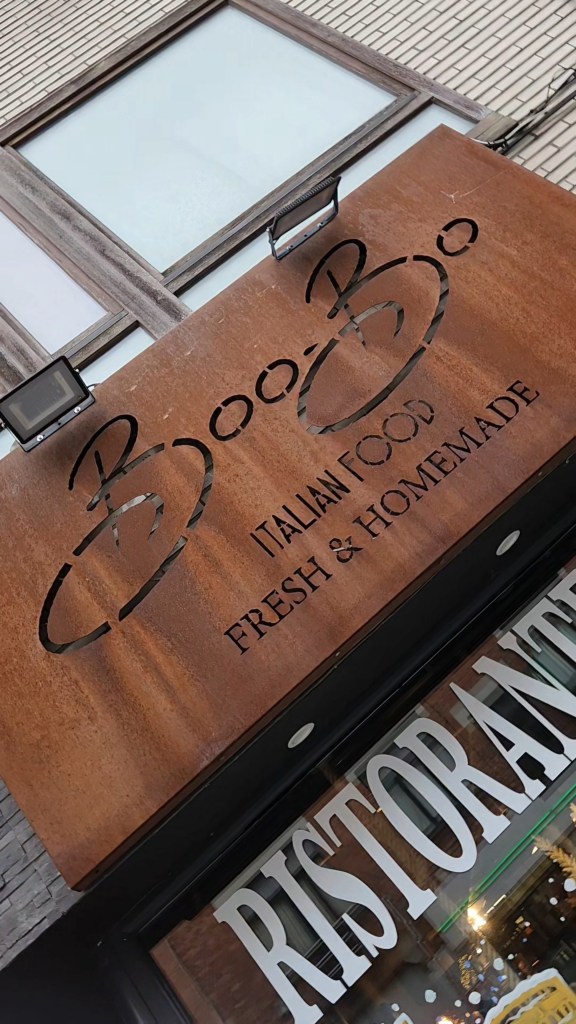 Boo-Bo
ITALIAN FOOD
FRESH & HOMEMADE
RISTORANTE